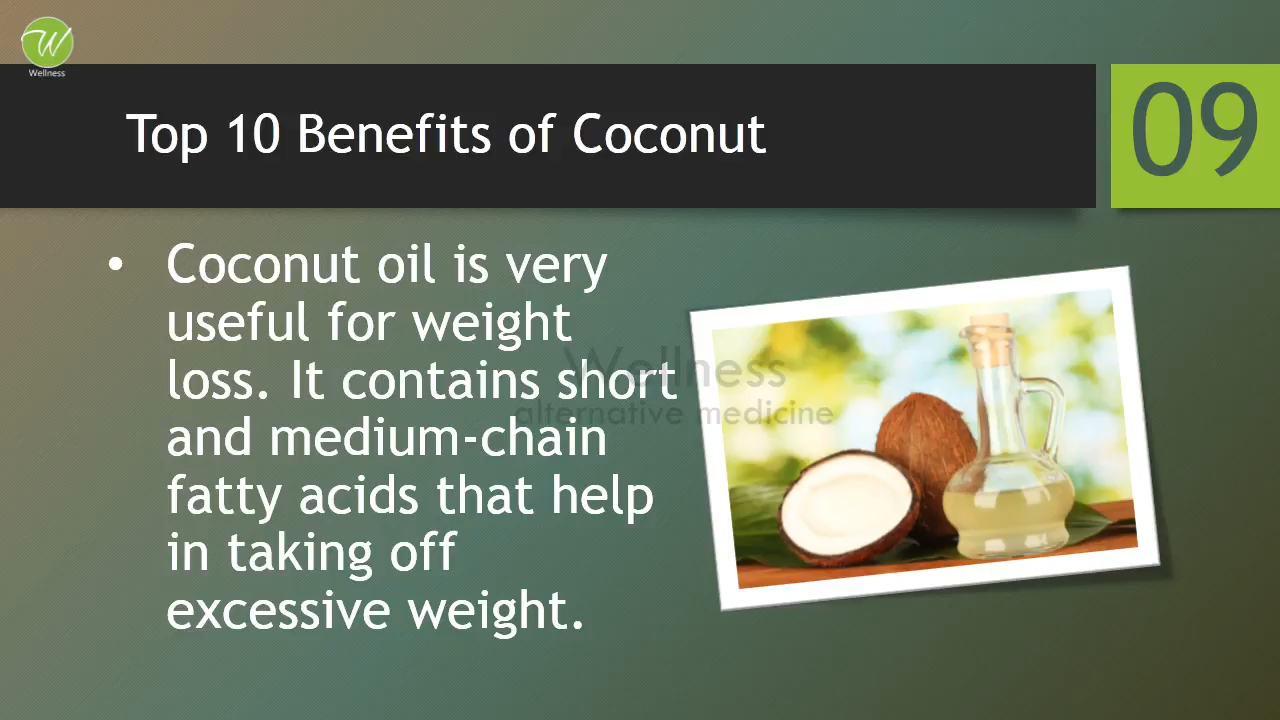 W
Wellness
Top 10 Benefits of Coconut
09
• Coconut oil is very
useful for weight
loss. It contains short
and medium-chain
fatty acids that help
in taking off
excessive weight.
Wellness
alternative medicine